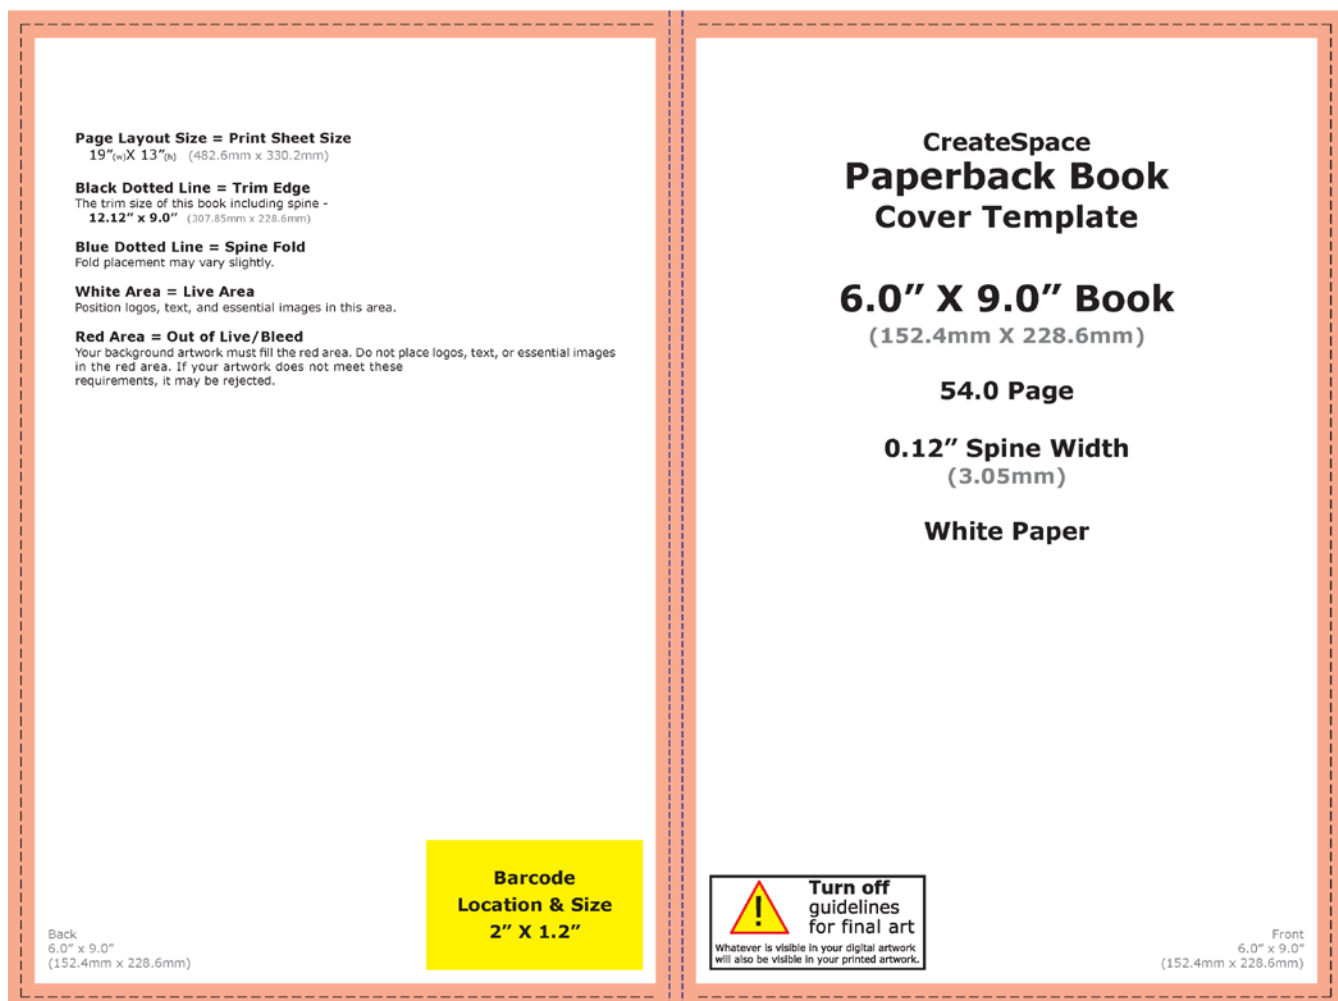 Page Layout Size = Print Sheet Size
19”(w)X 13”(h) (482.6mm x 330.2mm)
Black Dotted Line = Trim Edge
The trim size of this book including spine -
12.12” x 9.0” (307.85mm x 228.6mm)
Blue Dotted Line = Spine Fold
Fold placement may vary slightly.
White Area = Live Area
Position logos, text, and essential images in this area.
Red Area = Out of Live/Bleed
Your background artwork must fill the red area. Do not place logos, text, or essential images
in the red area. If your artwork does not meet these
requirements, it may be rejected.
Barcode
Location & Size
2” X 1.2”
Back
6.0” x 9.0”
(152.4mm x 228.6mm)
CreateSpace
Paperback Book
Cover Template
6.0” X 9.0” Book
(152.4mm X 228.6mm)
54.0 Page
0.12” Spine Width
(3.05mm)
White Paper
!
Turn off
guidelines
for final art
Whatever is visible in your digital artwork
will also be visible in your printed artwork.
Front
6.0” x 9.0”
(152.4mm x 228.6mm)